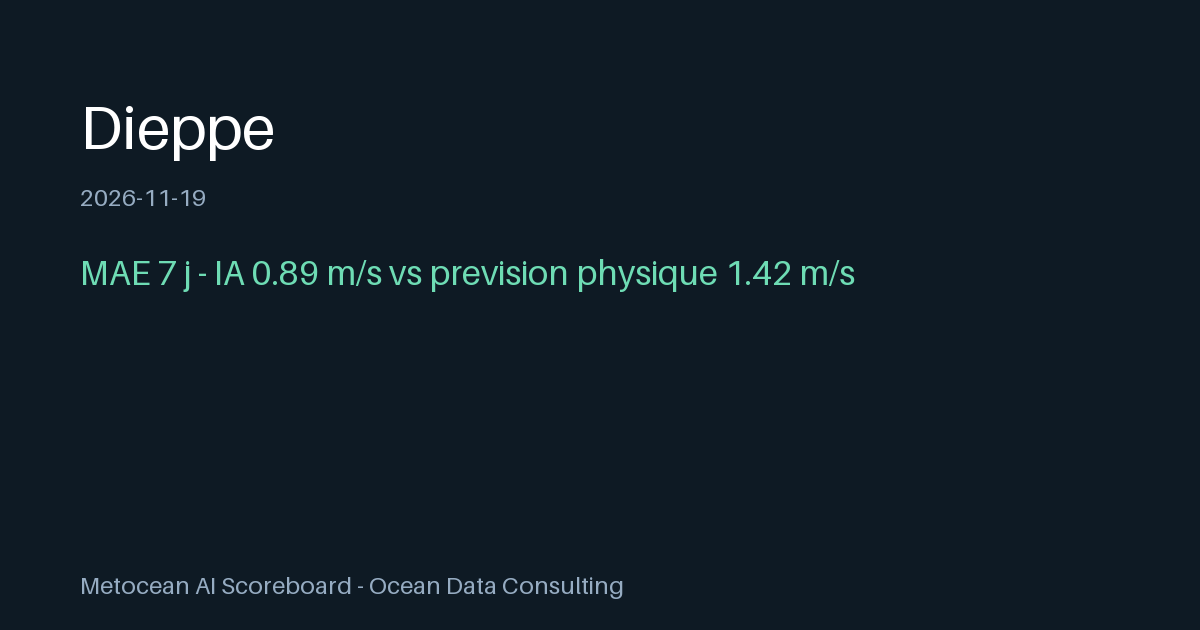 Dieppe
2026-11-19
MAE 7 j - IA 0.89 m/s vs prevision physique 1.42 m/s
Metocean AI Scoreboard - Ocean Data Consulting